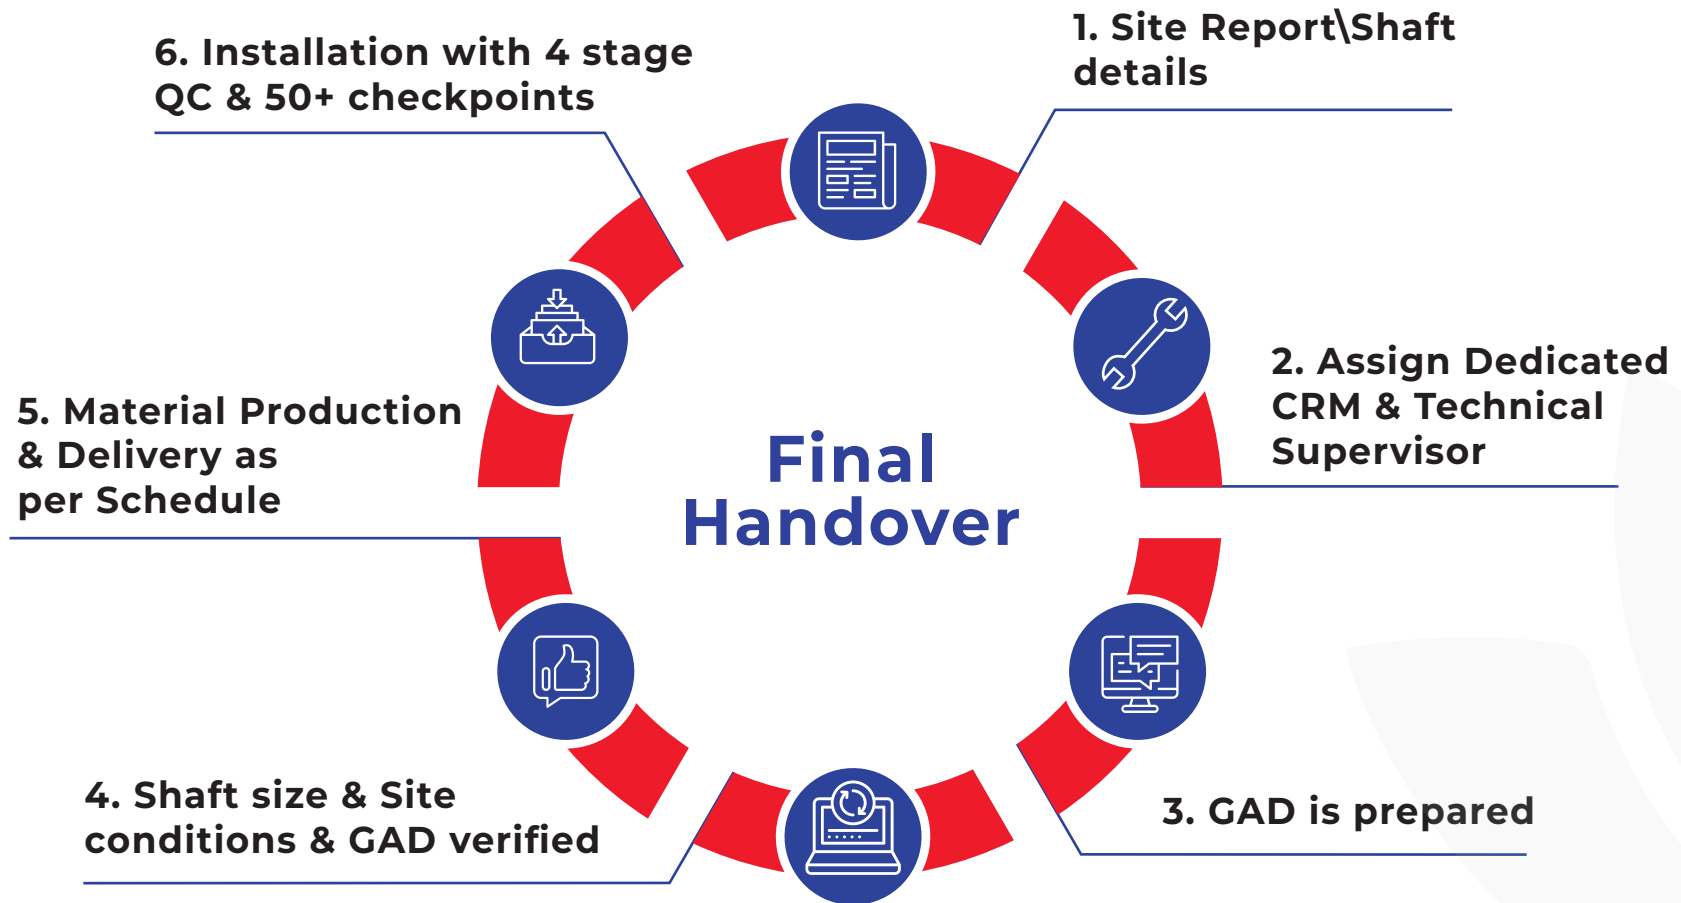 1. Site Report\Shaft
details
2. Assign Dedicated
CRM & Technical
Supervisor
3. GAD is prepared
4. Shaft size & Site
conditions & GAD verified
5. Material Production
& Delivery as
per Schedule
6. Installation with 4 stage
QC & 50+ checkpoints
Final
Handover